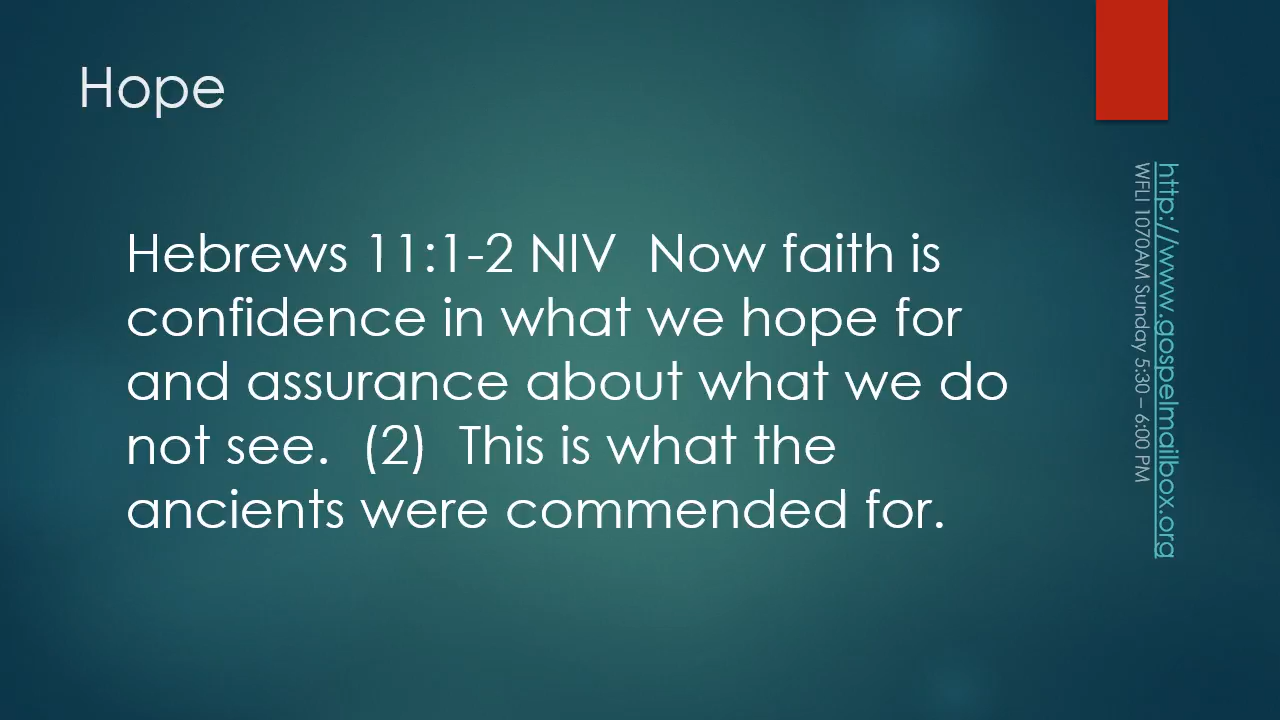 Hope
Hebrews 11:1-2 NIV  Now faith is
confidence in what we hope for
and assurance about what we do
not see.  (2)  This is what the
ancients were commended for.
http://www.gospelmailbox.org
WFLI 1070AM Sunday 5:30 – 6:00 PM